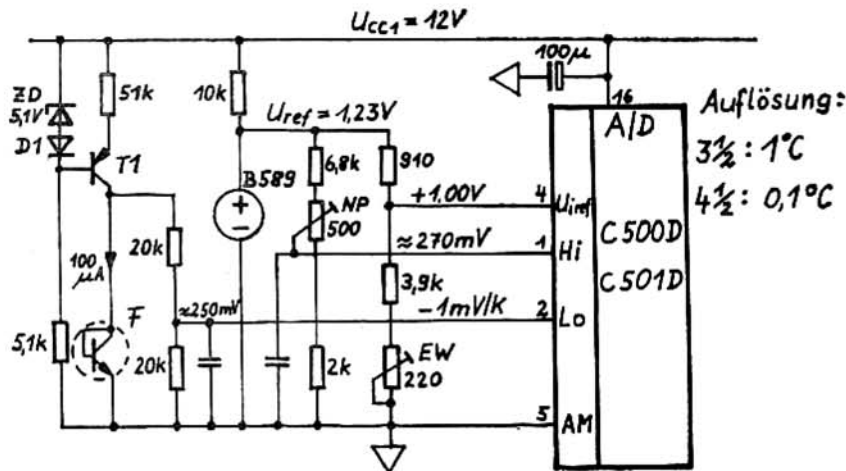 U_CC1 = 12V
ZD
5,1V
D1
51k
T1
10k
U_ref = 1,23V
100µ
16
A/D
Auflösung:
3½ : 1°C
4½ : 0,1°C
B589
+
−
6,8k
910
NP
500
+1,00V
4
U_iref
≈270mV
1
Hi
C500D
C501D
20k
100
µA
3,9k
≈250mV
−1mV/K
2
Lo
F
5,1k
20k
2k
EW
220
5
AM